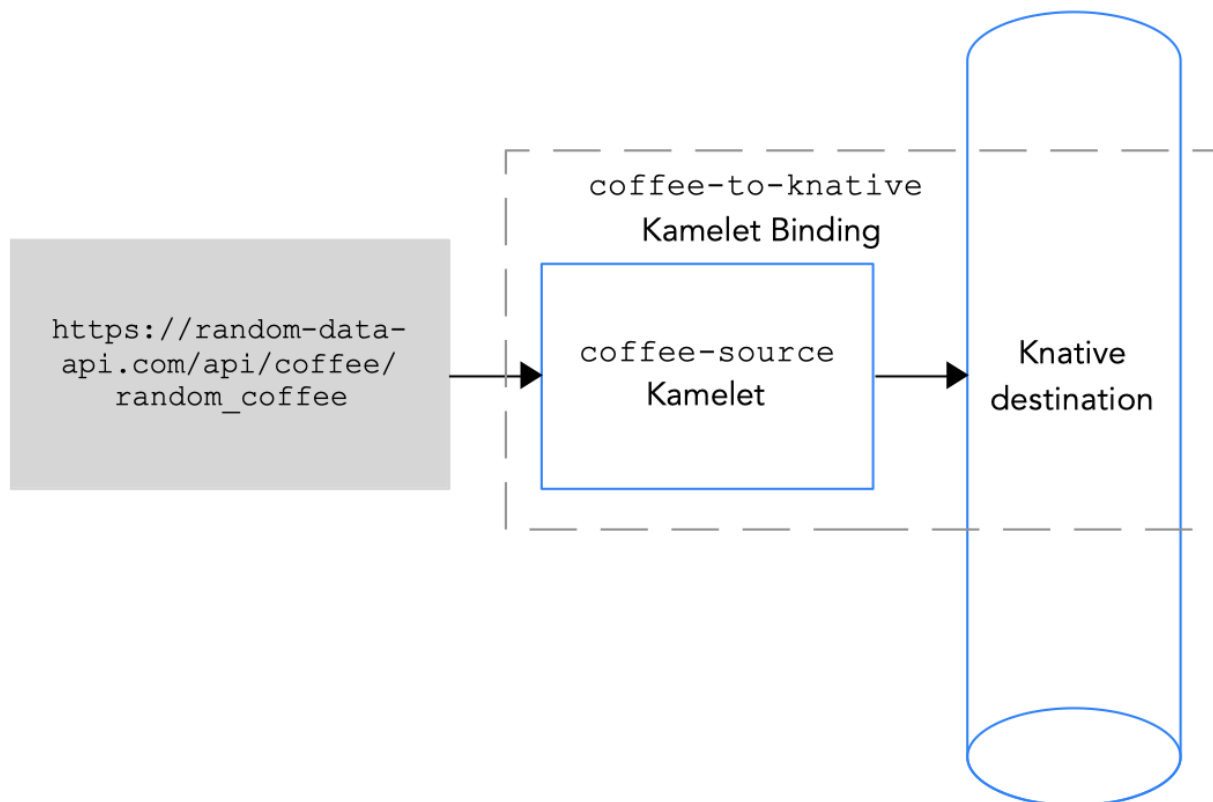 coffee-to-knative
Kamelet Binding
https://random-data-
api.com/api/coffee/
random_coffee
coffee-source
Kamelet
Knative
destination